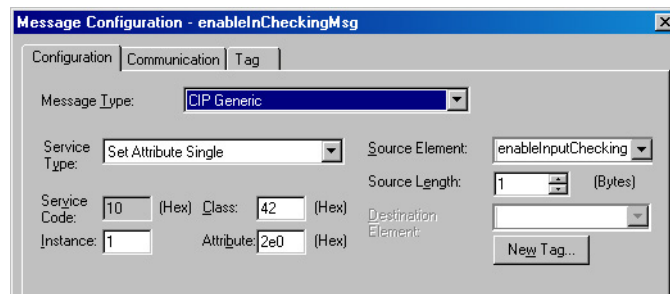 Message Configuration - enableInCheckingMsg
Configuration Communication Tag
Message Type: CIP Generic
Service Type: Set Attribute Single
Service Code: 10 (Hex) Class: 42 (Hex)
Instance: 1 Attribute: 2e0 (Hex)
Source Element: enableInputChecking
Source Length: 1 (Bytes)
Destination Element:
New Tag...